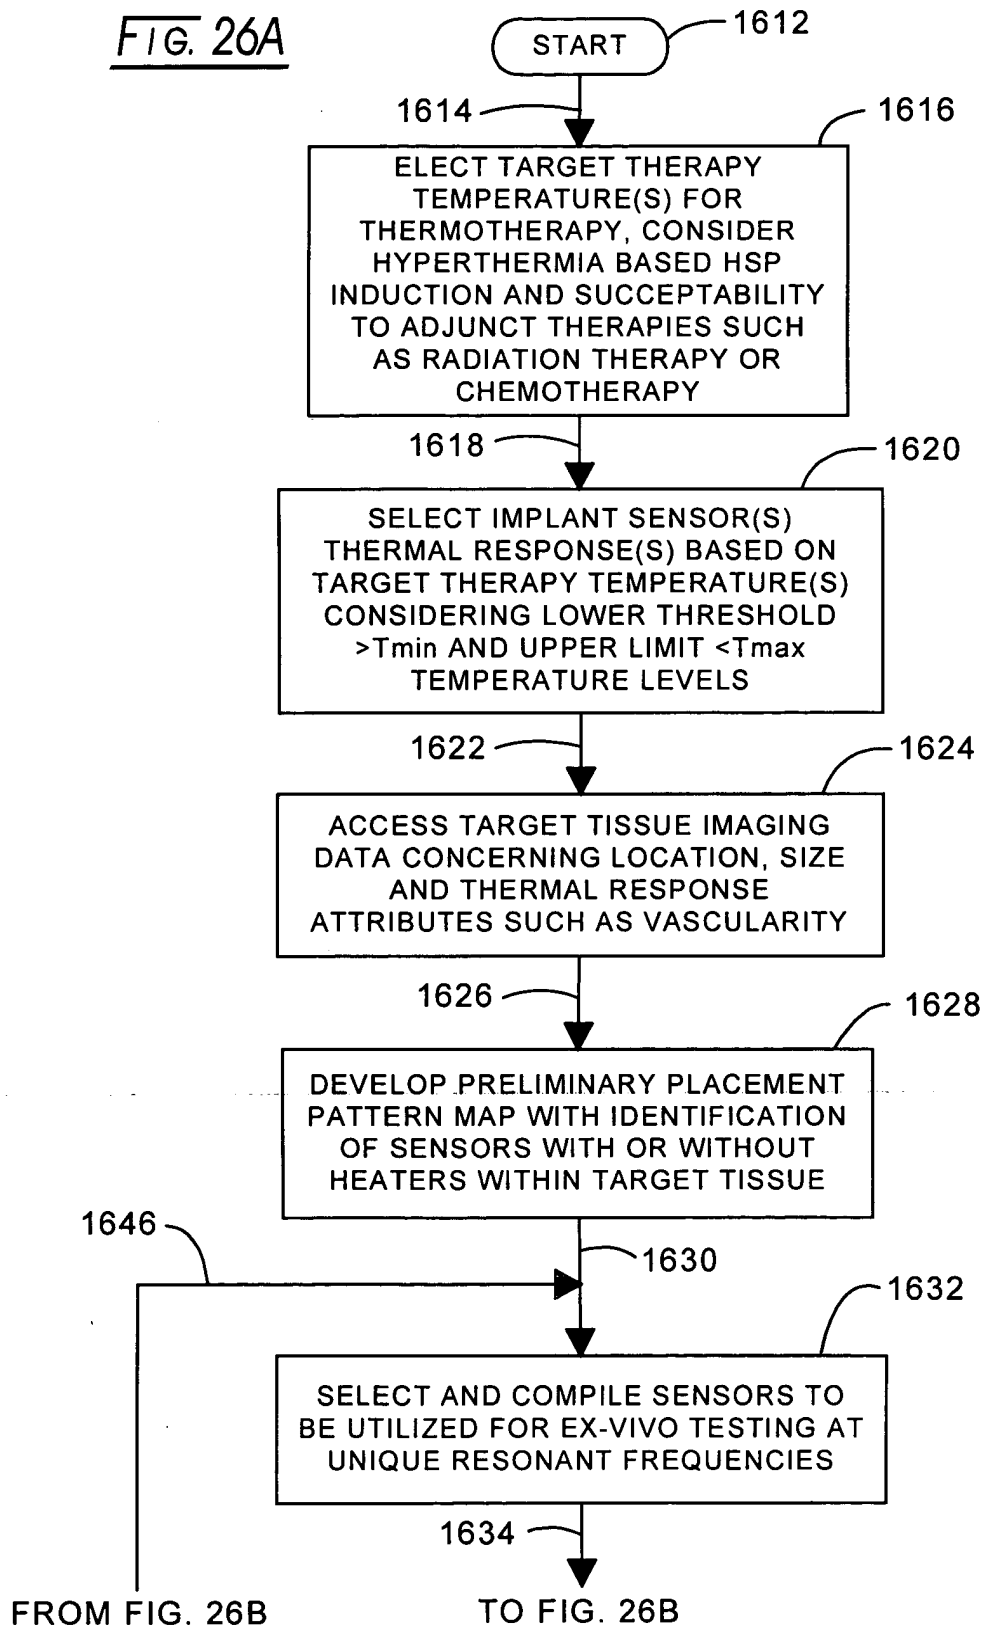 FIG. 26A
START
1612
1614
1616
ELECT TARGET THERAPY
TEMPERATURE(S) FOR
THERMOTHERAPY, CONSIDER
HYPERTHERMIA BASED HSP
INDUCTION AND SUCCEPTABILITY
TO ADJUNCT THERAPIES SUCH
AS RADIATION THERAPY OR
CHEMOTHERAPY
1618
1620
SELECT IMPLANT SENSOR(S)
THERMAL RESPONSE(S) BASED ON
TARGET THERAPY TEMPERATURE(S)
CONSIDERING LOWER THRESHOLD
>Tmin AND UPPER LIMIT <Tmax
TEMPERATURE LEVELS
1622
1624
ACCESS TARGET TISSUE IMAGING
DATA CONCERNING LOCATION, SIZE
AND THERMAL RESPONSE
ATTRIBUTES SUCH AS VASCULARITY
1626
1628
DEVELOP PRELIMINARY PLACEMENT
PATTERN MAP WITH IDENTIFICATION
OF SENSORS WITH OR WITHOUT
HEATERS WITHIN TARGET TISSUE
1646
1630
1632
SELECT AND COMPILE SENSORS TO
BE UTILIZED FOR EX-VIVO TESTING AT
UNIQUE RESONANT FREQUENCIES
1634
FROM FIG. 26B
TO FIG. 26B